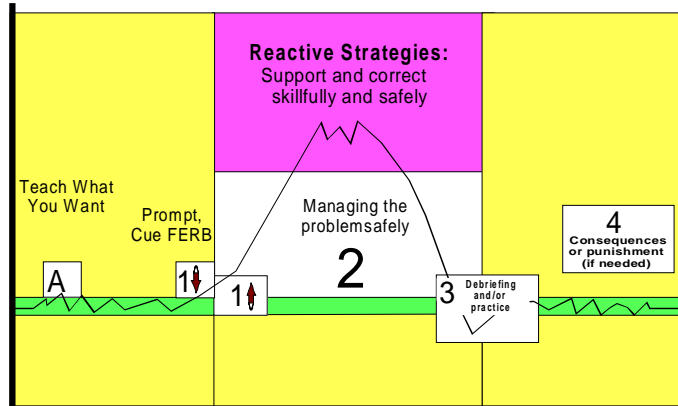 Reactive Strategies:
Support and correct
skillfully and safely
Teach What
You Want
Prompt,
Cue FERB
A
1
1
Managing the
problemsafely
2
3
Debriefing
and/or
practice
4
Consequences
or punishment
(if needed)